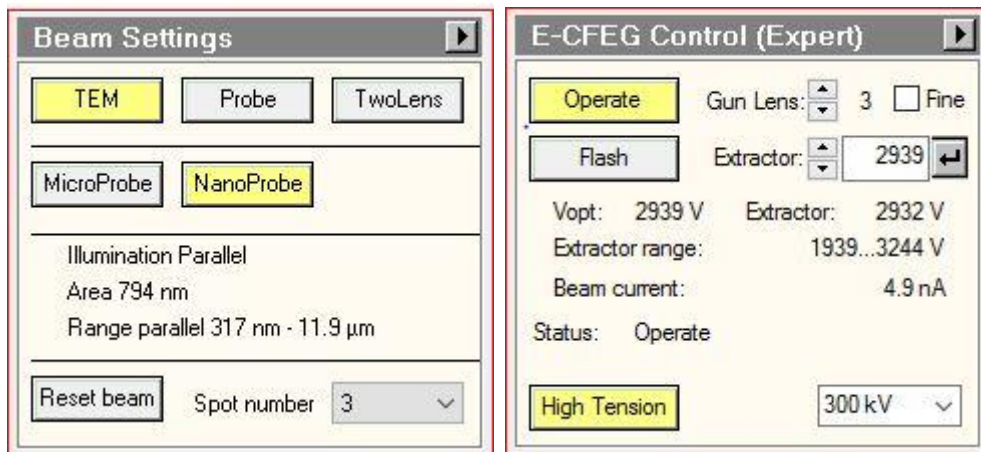 Beam Settings
TEM Probe TwoLens
MicroProbe NanoProbe
Illumination Parallel
Area 794 nm
Range parallel 317 nm - 11.9 µm
Reset beam Spot number 3
E-CFEG Control (Expert)
Operate Gun Lens: 3 Fine
Flash Extractor: 2939
Vopt: 2939 V Extractor: 2932 V
Extractor range: 1939...3244 V
Beam current: 4.9 nA
Status: Operate
High Tension 300 kV